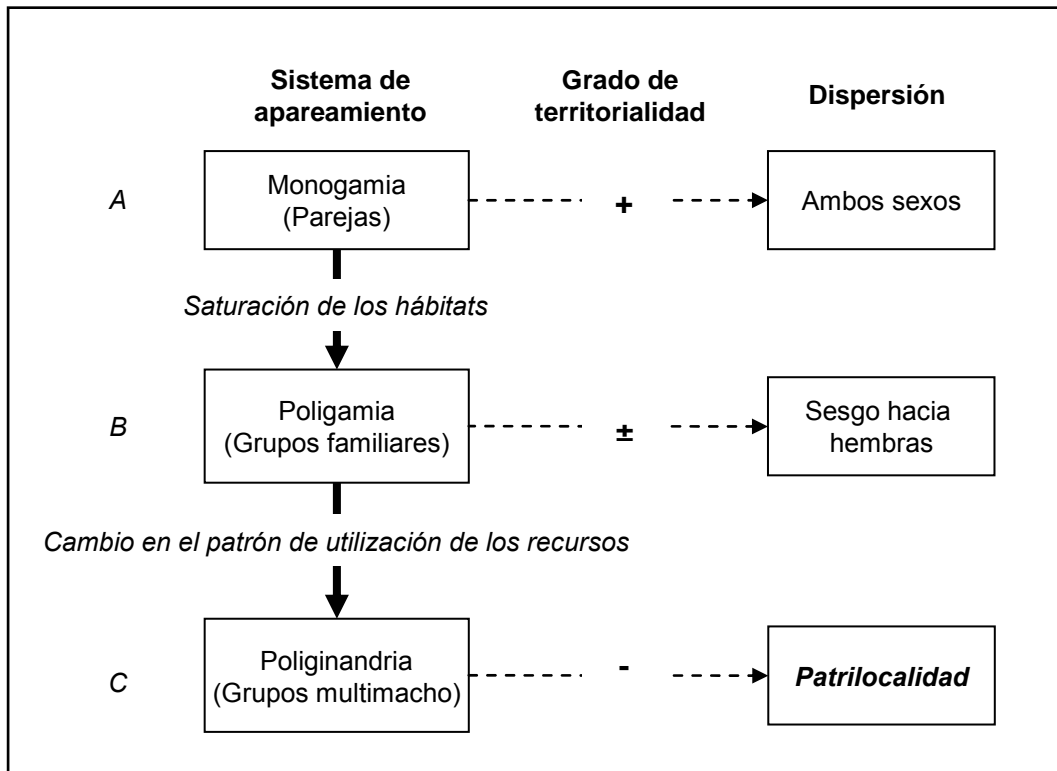 Sistema de
apareamiento
Grado de
territorialidad
Dispersión
A
Monogamia
(Parejas)
+
Ambos sexos
Saturación de los hábitats
B
Poligamia
(Grupos familiares)
±
Sesgo hacia
hembras
Cambio en el patrón de utilización de los recursos
C
Poliginandria
(Grupos multimacho)
-
Patrilocalidad